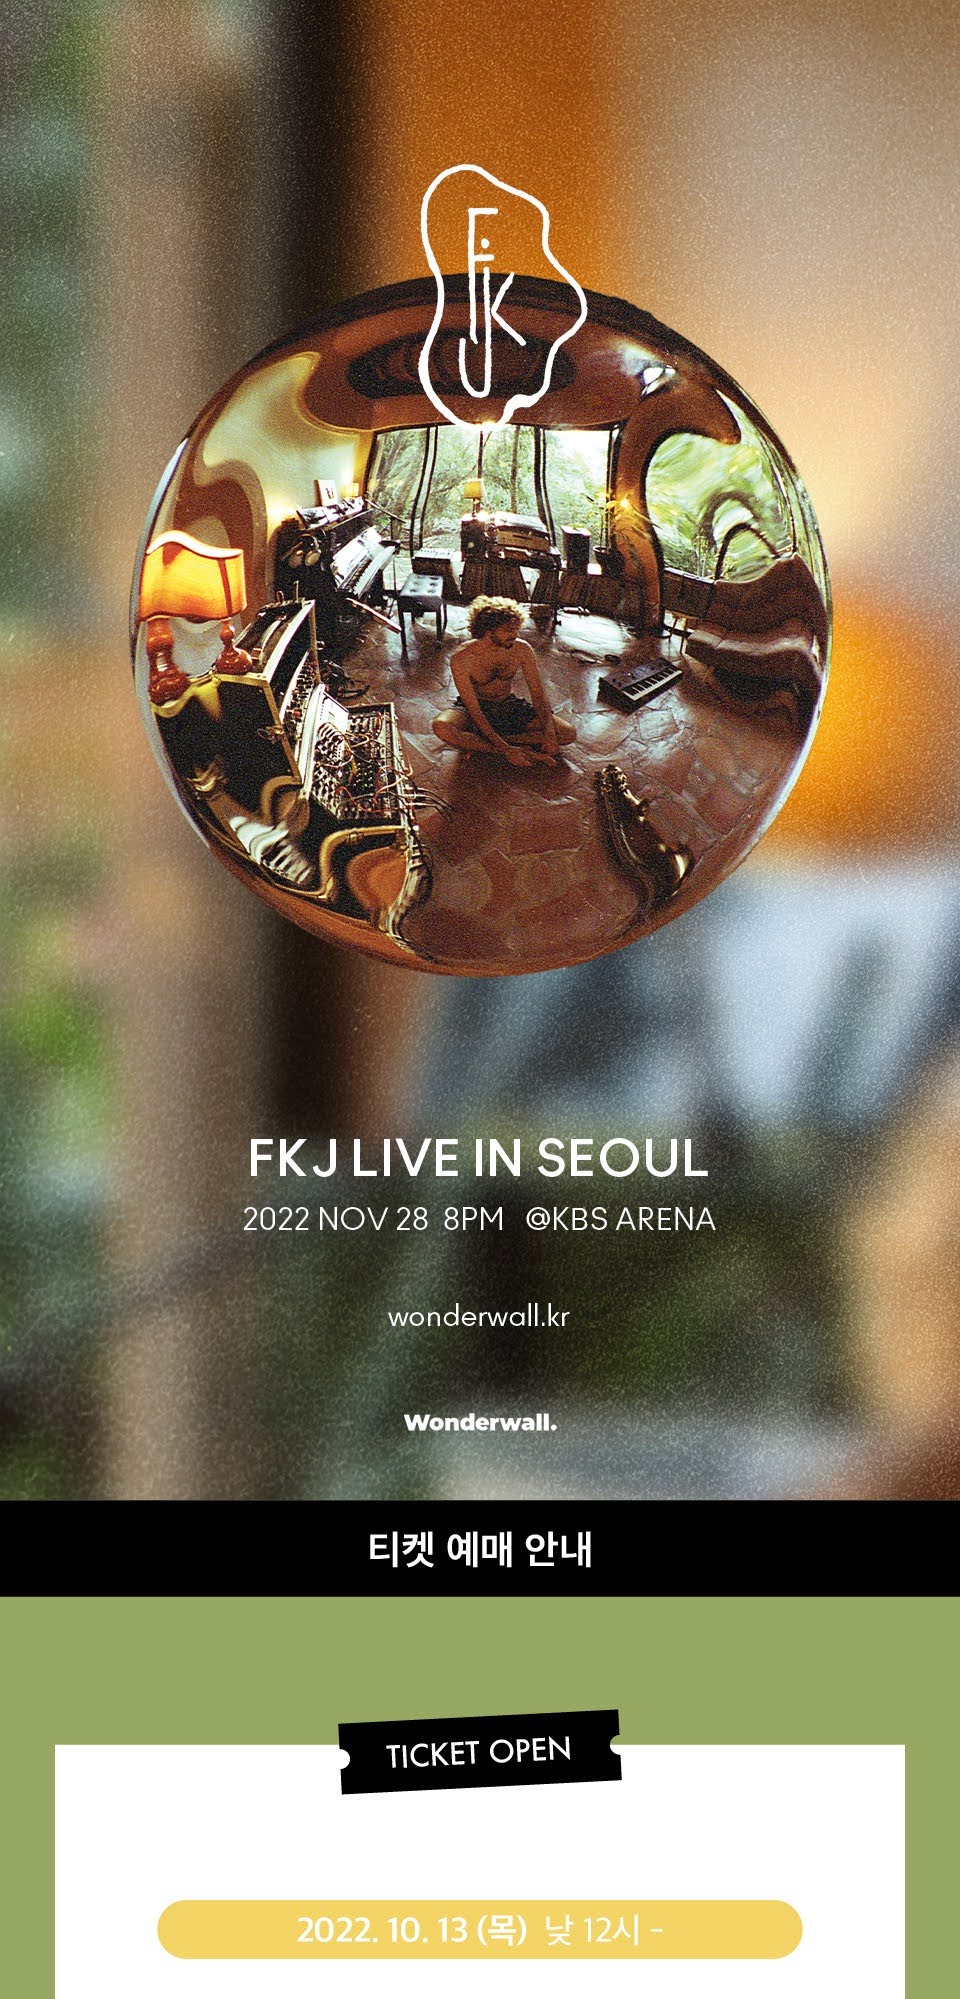 FKJ
FKJ LIVE IN SEOUL
2022 NOV 28 8PM @KBS ARENA
wonderwall.kr
Wonderwall.
티켓 예매 안내
TICKET OPEN
2022. 10. 13 (목) 낮 12시 -